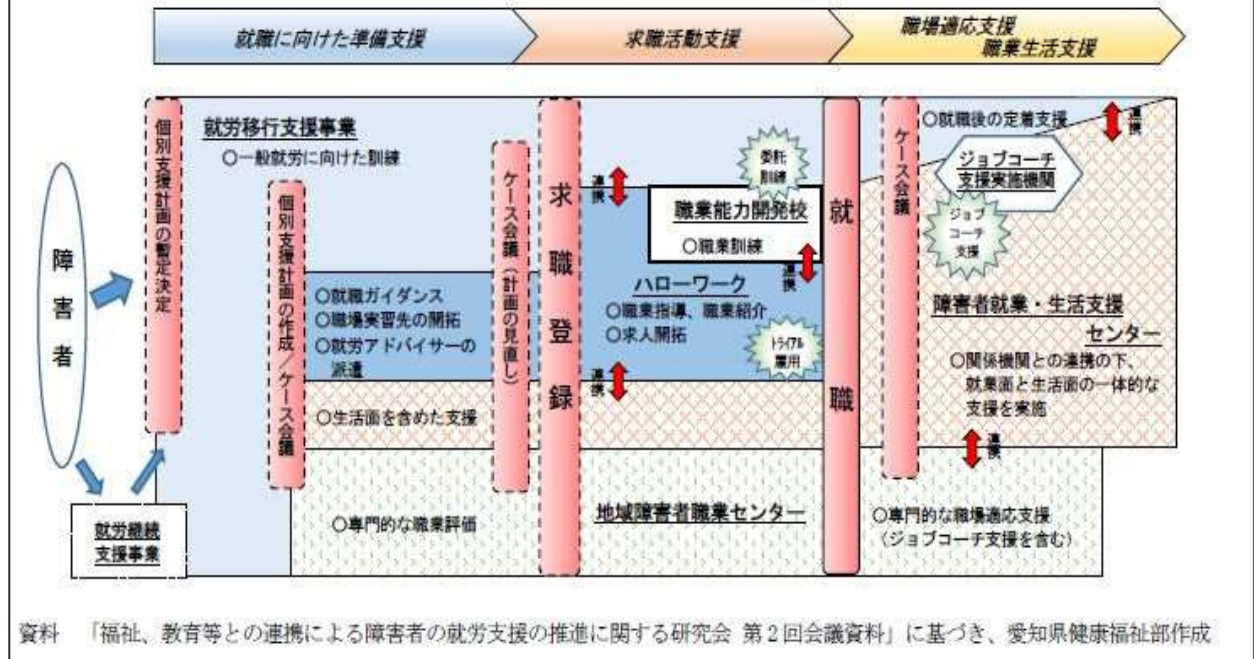 就職に向けた準備支援
求職活動支援
職場適応支援
職業生活支援
障害者
就労継続
支援事業
個別支援計画の暫定決定
就労移行支援事業
○一般就労に向けた訓練
個別支援計画の作成/ケース会議
○就職ガイダンス
○職場実習先の開拓
○就労アドバイザーの
派遣
○生活面を含めた支援
○専門的な職業評価
ケース会議(計画の見直し)
求職登録
連携
委託
訓練
職業能力開発校
○職業訓練
連携
ハローワーク
○職業指導、職業紹介
○求人開拓
トライアル
雇用
連携
地域障害者職業センター
就職
ケース会議
○就職後の定着支援
連携
ジョブコーチ
支援実施機関
ジョブ
コーチ
支援
障害者就業・生活支援
センター
○関係機関との連携の下、
就業面と生活面の一体的な
支援を実施
連携
○専門的な職場適応支援
(ジョブコーチ支援を含む)
資料 「福祉、教育等との連携による障害者の就労支援の推進に関する研究会 第2回会議資料」に基づき、愛知県健康福祉部作成